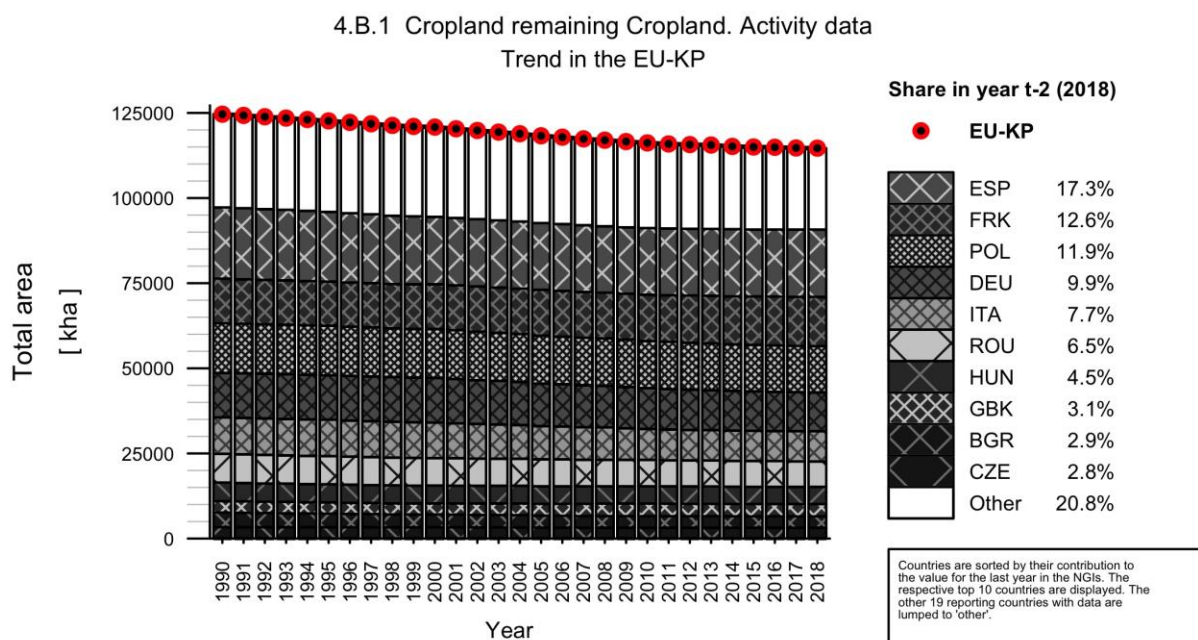 4.B.1 Cropland remaining Cropland. Activity data
Trend in the EU-KP
Total area
[ kha ]
125000
100000
75000
50000
25000
0
1990
1991
1992
1993
1994
1995
1996
1997
1998
1999
2000
2001
2002
2003
2004
2005
2006
2007
2008
2009
2010
2011
2012
2013
2014
2015
2016
2017
2018
Year
Share in year t-2 (2018)
EU-KP
ESP 17.3%
FRK 12.6%
POL 11.9%
DEU 9.9%
ITA 7.7%
ROU 6.5%
HUN 4.5%
GBK 3.1%
BGR 2.9%
CZE 2.8%
Other 20.8%
Countries are sorted by their contribution to
the value for the last year in the NGIs. The
respective top 10 countries are displayed. The
other 19 reporting countries with data are
lumped to 'other'.